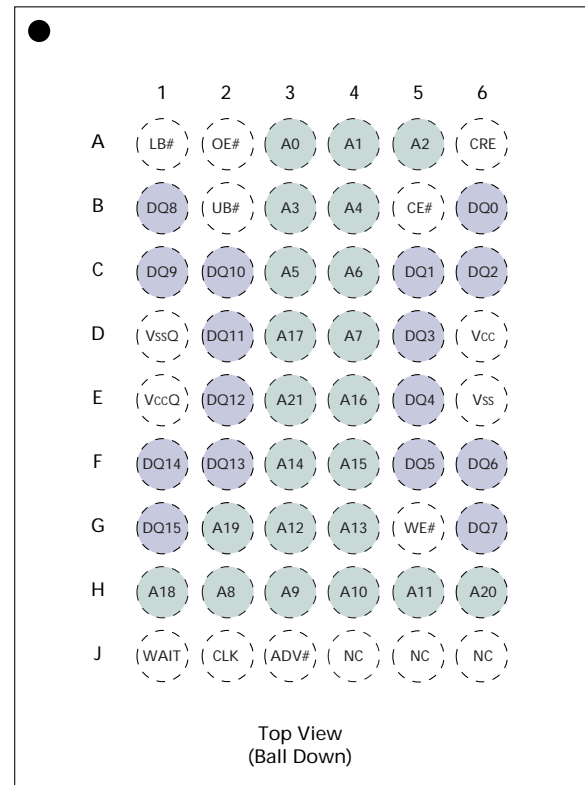 1 2 3 4 5 6
A LB# OE# A0 A1 A2 CRE
B DQ8 UB# A3 A4 CE# DQ0
C DQ9 DQ10 A5 A6 DQ1 DQ2
D VssQ DQ11 A17 A7 DQ3 Vcc
E VccQ DQ12 A21 A16 DQ4 Vss
F DQ14 DQ13 A14 A15 DQ5 DQ6
G DQ15 A19 A12 A13 WE# DQ7
H A18 A8 A9 A10 A11 A20
J WAIT CLK ADV# NC NC NC
Top View
(Ball Down)